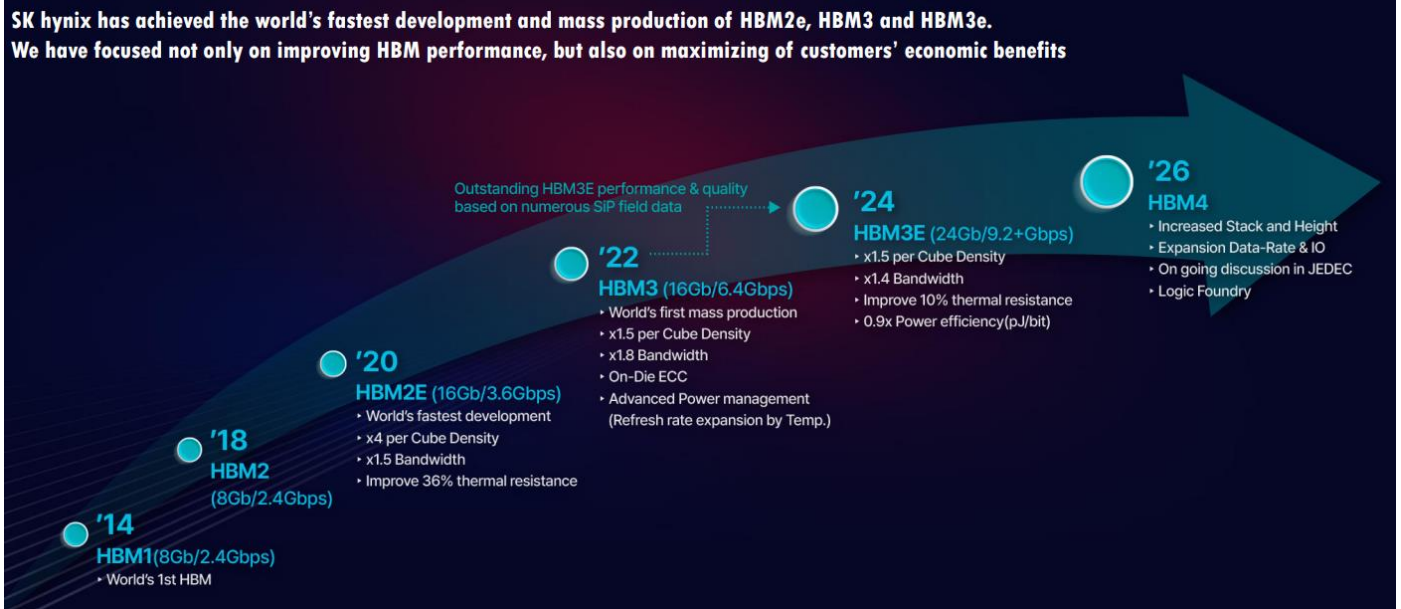 SK hynix has achieved the world's fastest development and mass production of HBM2e, HBM3 and HBM3e.
We have focused not only on improving HBM performance, but also on maximizing of customers' economic benefits
'14
HBM1(8Gb/2.4Gbps)
‣ World's 1st HBM
'18
HBM2
(8Gb/2.4Gbps)
'20
HBM2E (16Gb/3.6Gbps)
‣ World's fastest development
‣ x4 per Cube Density
‣ x1.5 Bandwidth
‣ Improve 36% thermal resistance
'22
HBM3 (16Gb/6.4Gbps)
‣ World's first mass production
‣ x1.5 per Cube Density
‣ x1.8 Bandwidth
‣ On-Die ECC
‣ Advanced Power management
(Refresh rate expansion by Temp.)
Outstanding HBM3E performance & quality
based on numerous SiP field data
'24
HBM3E (24Gb/9.2+Gbps)
‣ x1.5 per Cube Density
‣ x1.4 Bandwidth
‣ Improve 10% thermal resistance
‣ 0.9x Power efficiency(pJ/bit)
'26
HBM4
‣ Increased Stack and Height
‣ Expansion Data-Rate & IO
‣ On going discussion in JEDEC
‣ Logic Foundry